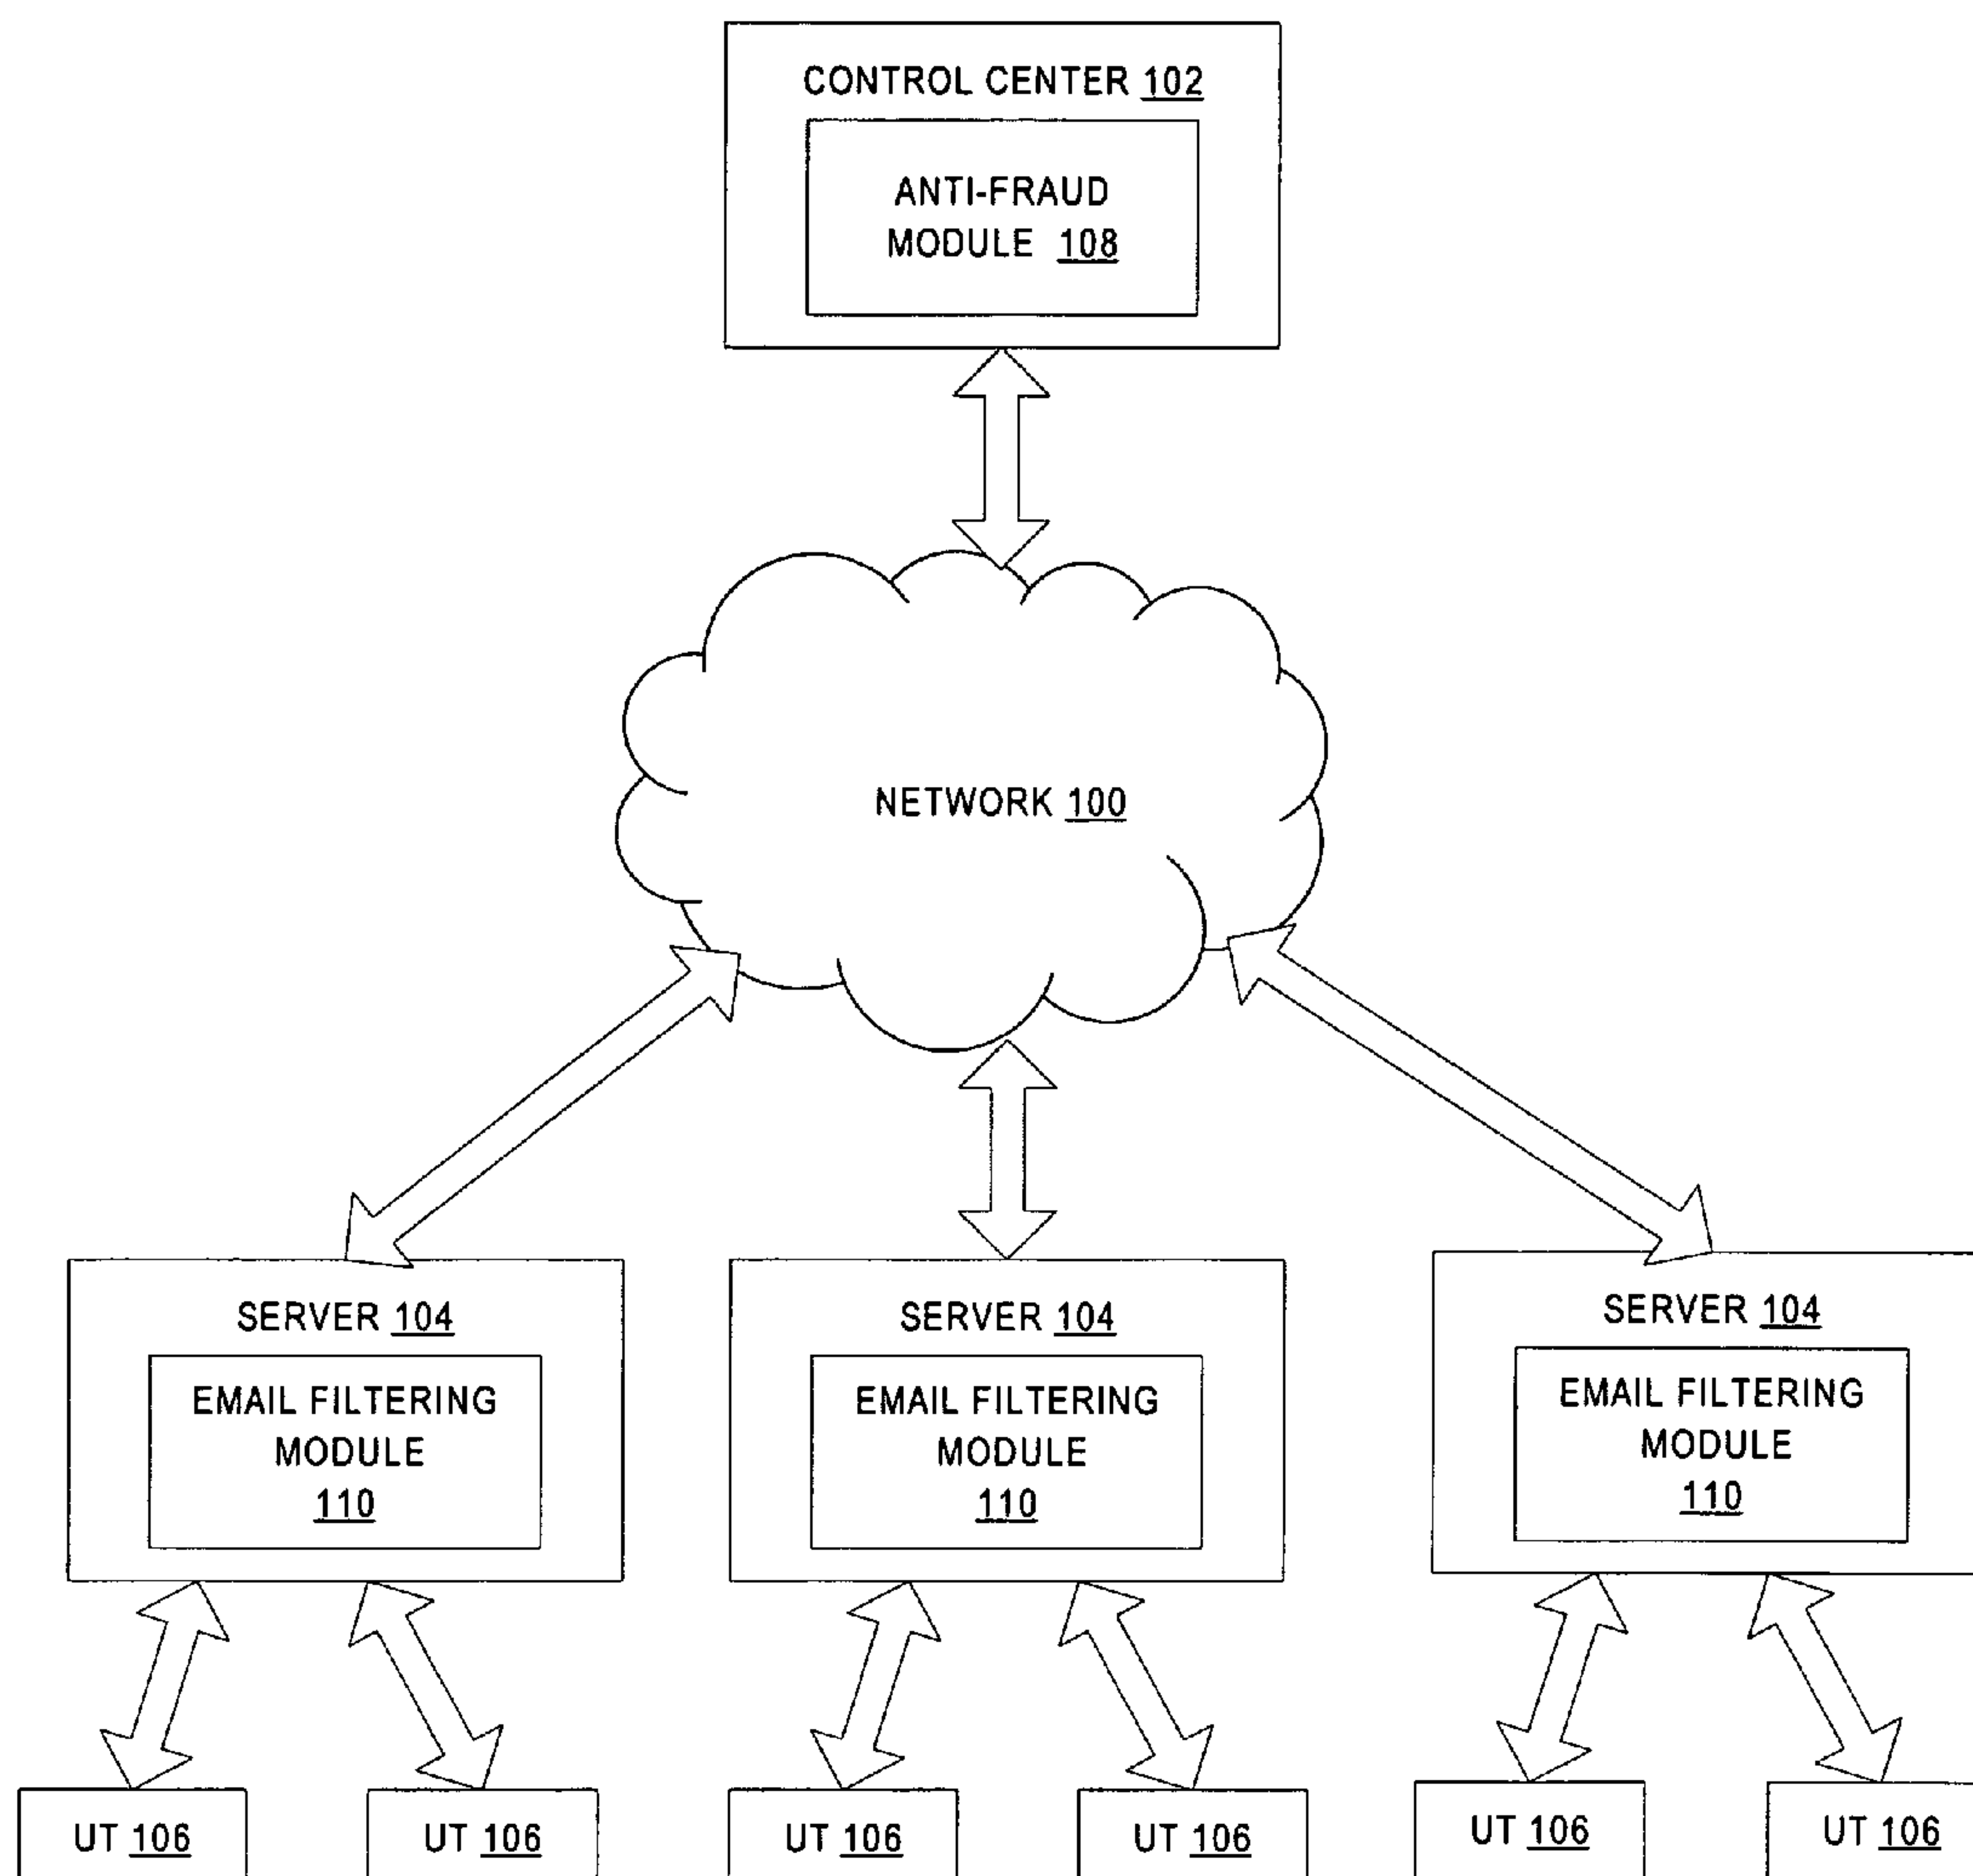 CONTROL CENTER 102
ANTI-FRAUD
MODULE 108
NETWORK 100
SERVER 104
EMAIL FILTERING
MODULE
110
SERVER 104
EMAIL FILTERING
MODULE
110
SERVER 104
EMAIL FILTERING
MODULE
110
UT 106
UT 106
UT 106
UT 106
UT 106
UT 106